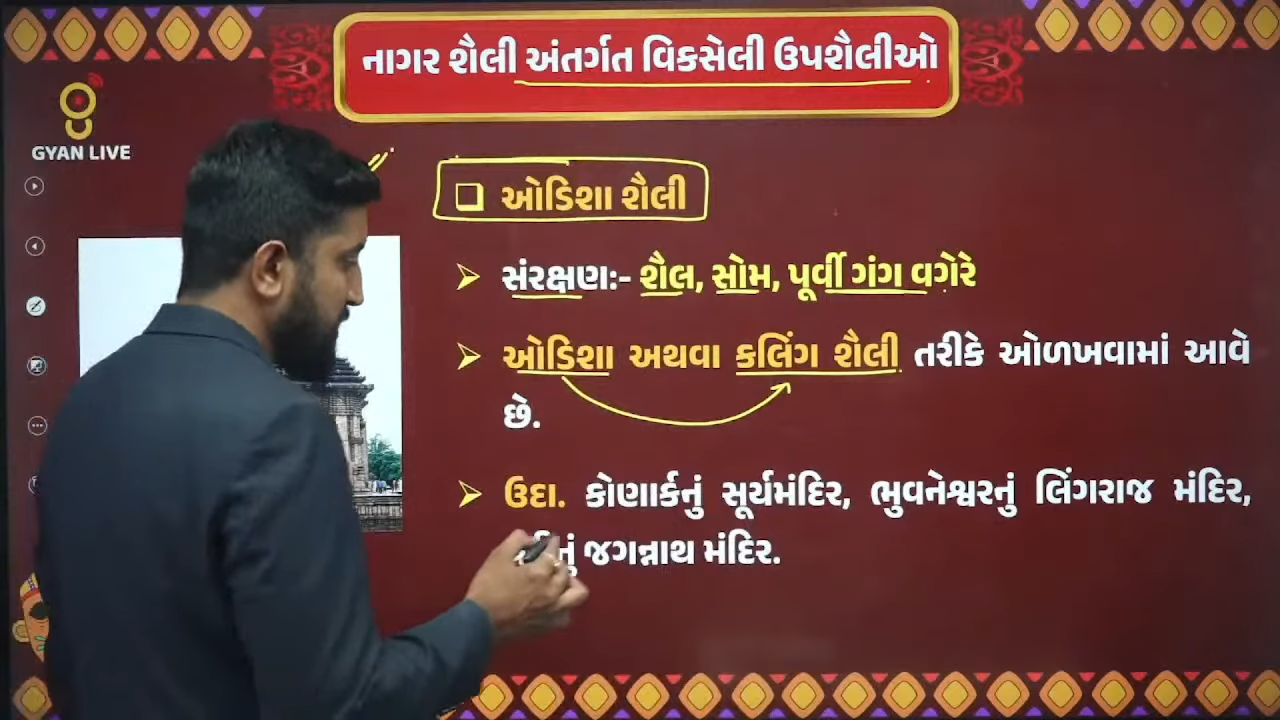 નાગર શૈલી અંતર્ગત વિકસેલી ઉપશૈલીઓ
GYAN LIVE
❑ ઓડિશા શૈલી
➢ સંરક્ષણઃ- શૈલ, સોમ, પૂર્વી ગંગ વગેરે
➢ ઓડિશા અથવા કલિંગ શૈલી તરીકે ઓળખવામાં આવે
છે.
➢ ઉદા. કોણાર્કનું સૂર્યમંદિર, ભુવનેશ્વરનું લિંગરાજ મંદિર,
જગન્નાથ મંદિર.